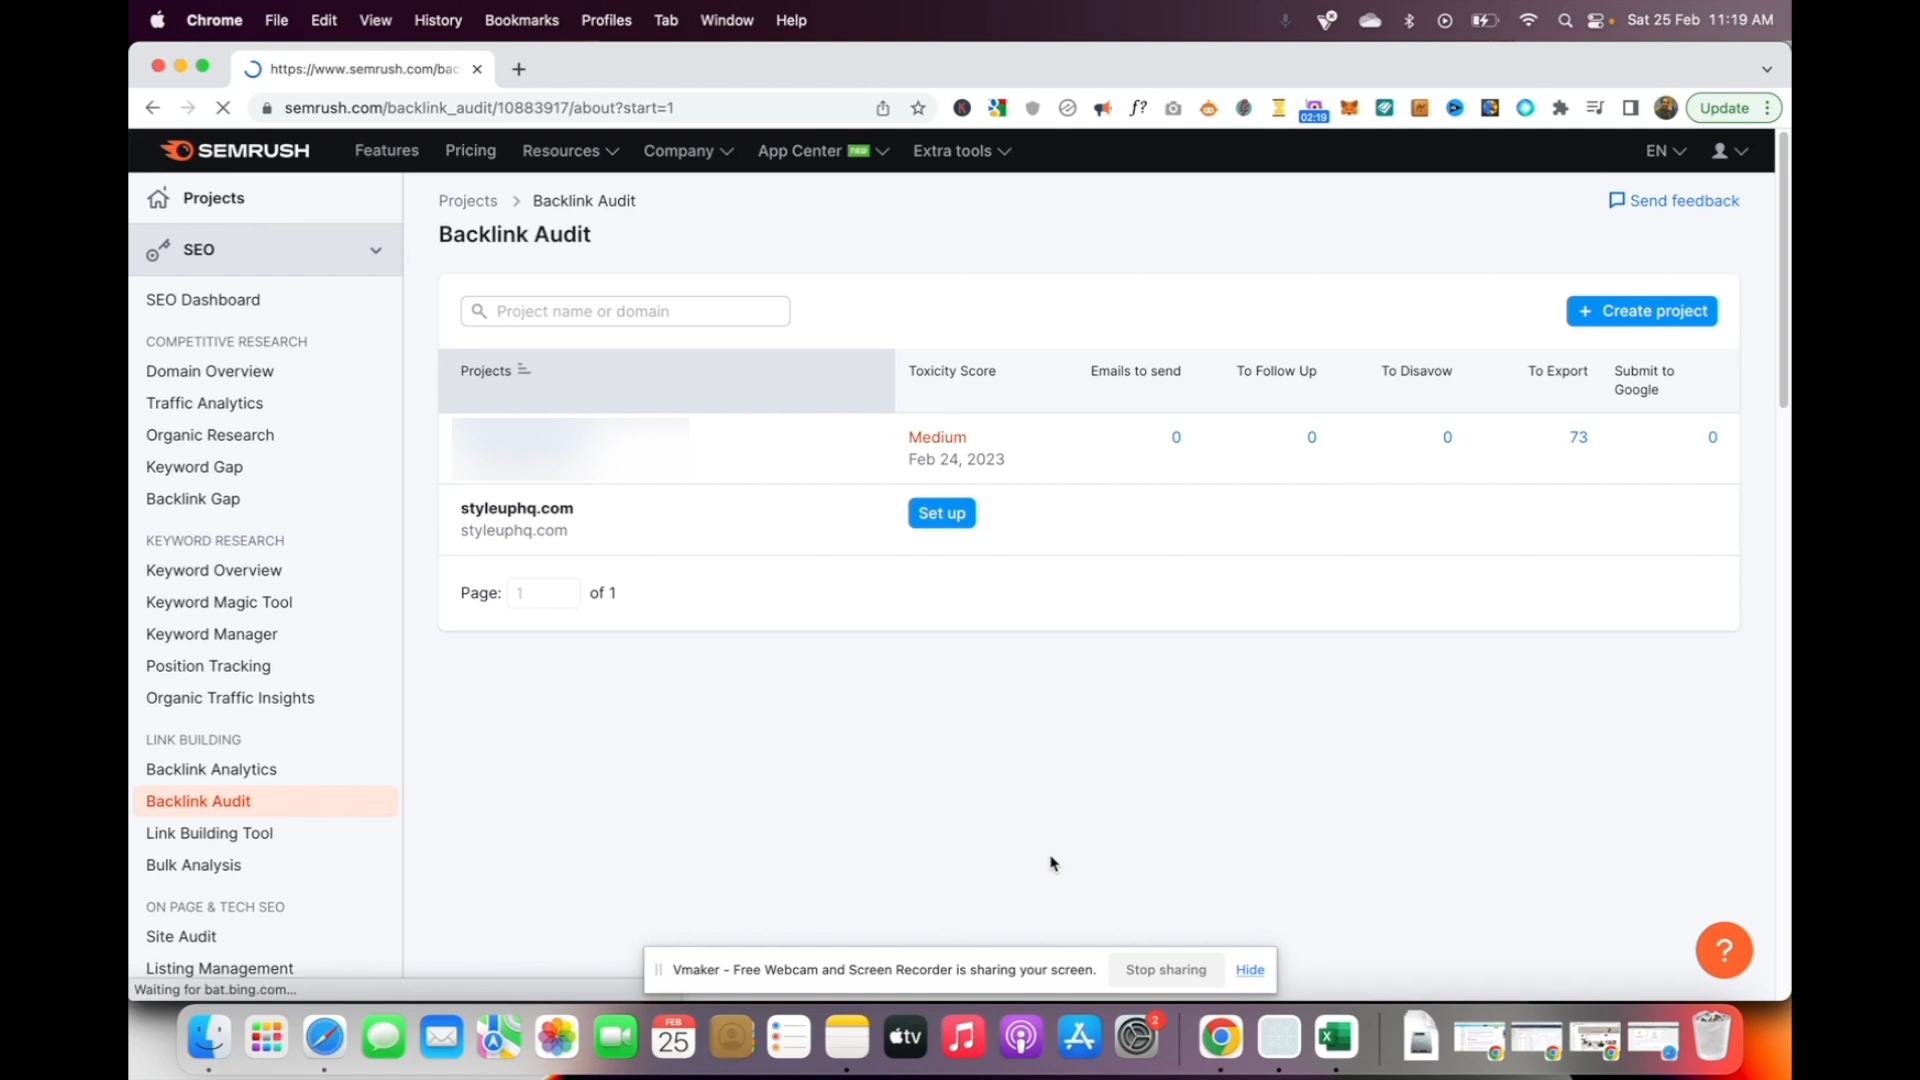 Chrome File Edit View History Bookmarks Profiles Tab Window Help Sat 25 Feb 11:19 AM
https://www.semrush.com/bac
semrush.com/backlink_audit/10883917/about?start=1 f? 02:19 Update
SEMRUSH Features Pricing Resources Company App Center NEW Extra tools EN
Projects
SEO
SEO Dashboard
COMPETITIVE RESEARCH
Domain Overview
Traffic Analytics
Organic Research
Keyword Gap
Backlink Gap
KEYWORD RESEARCH
Keyword Overview
Keyword Magic Tool
Keyword Manager
Position Tracking
Organic Traffic Insights
LINK BUILDING
Backlink Analytics
Backlink Audit
Link Building Tool
Bulk Analysis
ON PAGE & TECH SEO
Site Audit
Listing Management
Waiting for bat.bing.com...
Projects > Backlink Audit
Send feedback
Backlink Audit
Project name or domain
+ Create project
Projects Toxicity Score Emails to send To Follow Up To Disavow To Export Submit to
Google
Medium 0 0 0 73 0
Feb 24, 2023
styleuphq.com
styleuphq.com
Set up
Page: 1 of 1
?
Vmaker - Free Webcam and Screen Recorder is sharing your screen. Stop sharing Hide
FEB
25
tv
2